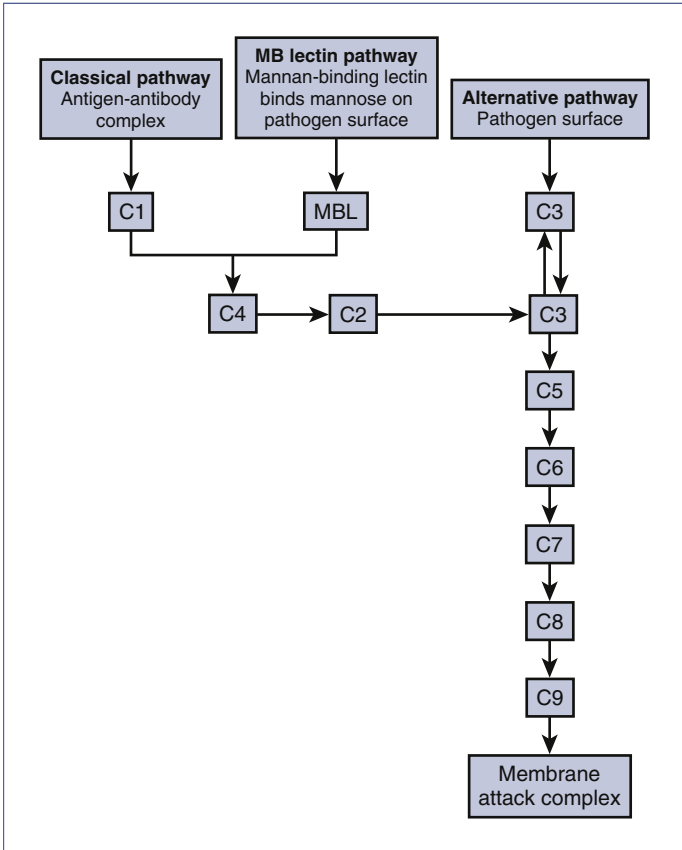 Classical pathway
Antigen-antibody
complex
MB lectin pathway
Mannan-binding lectin
binds mannose on
pathogen surface
Alternative pathway
Pathogen surface
C1
MBL
C3
C4
C2
C3
C5
C6
C7
C8
C9
Membrane
attack complex